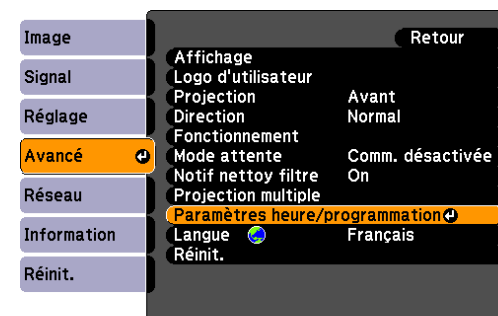 Image
Signal
Réglage
Avancé
Réseau
Information
Réinit.
Retour
Affichage
Logo d'utilisateur
Projection Avant
Direction Normal
Fonctionnement
Mode attente Comm. désactivée
Notif nettoy filtre On
Projection multiple
Paramètres heure/programmation
Langue Français
Réinit.